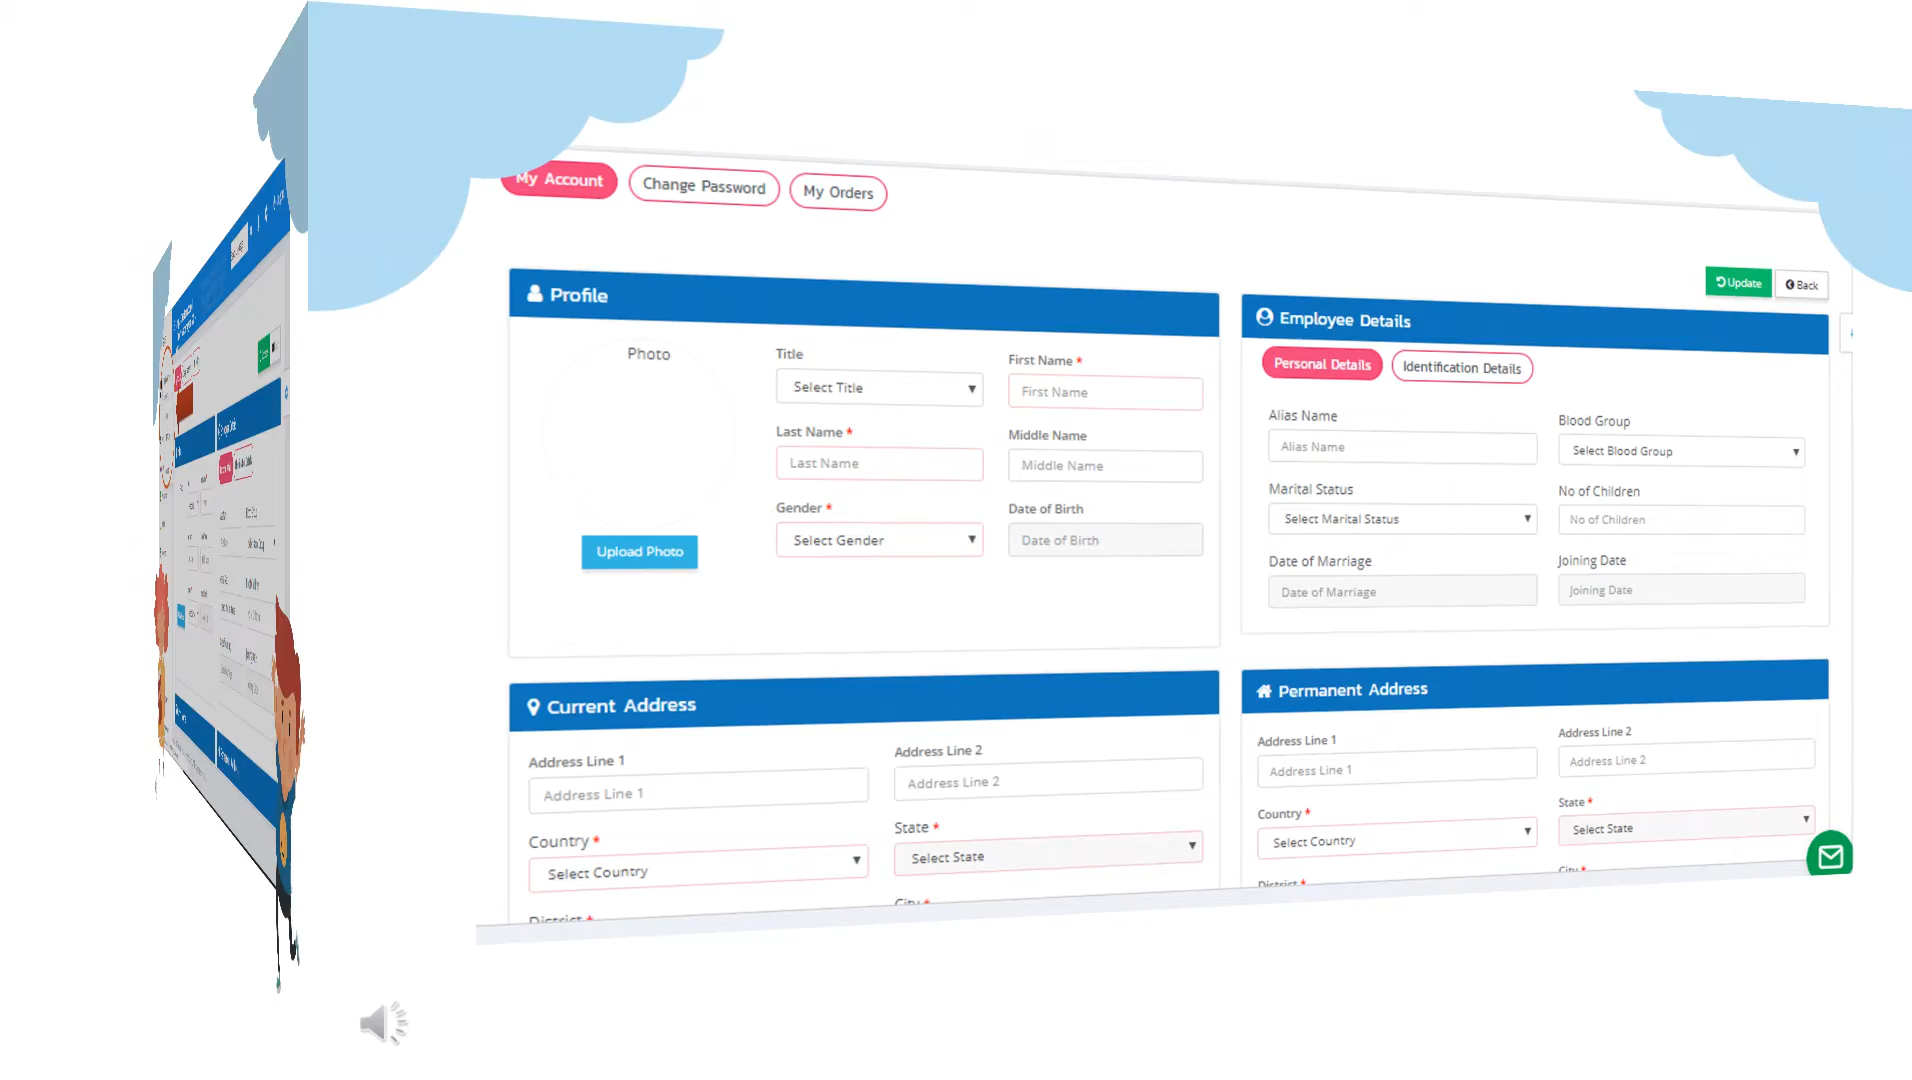 My Account
Change Password
My Orders
Update
Back
Profile
Photo
Upload Photo
Title
Select Title
First Name *
First Name
Last Name *
Last Name
Middle Name
Middle Name
Gender *
Select Gender
Date of Birth
Date of Birth
Employee Details
Personal Details
Identification Details
Alias Name
Alias Name
Blood Group
Select Blood Group
Marital Status
Select Marital Status
No of Children
No of Children
Date of Marriage
Date of Marriage
Joining Date
Joining Date
Current Address
Address Line 1
Address Line 1
Address Line 2
Address Line 2
Country *
Select Country
State *
Select State
District *
City *
Permanent Address
Address Line 1
Address Line 1
Address Line 2
Address Line 2
Country *
Select Country
State *
Select State
District *
City *